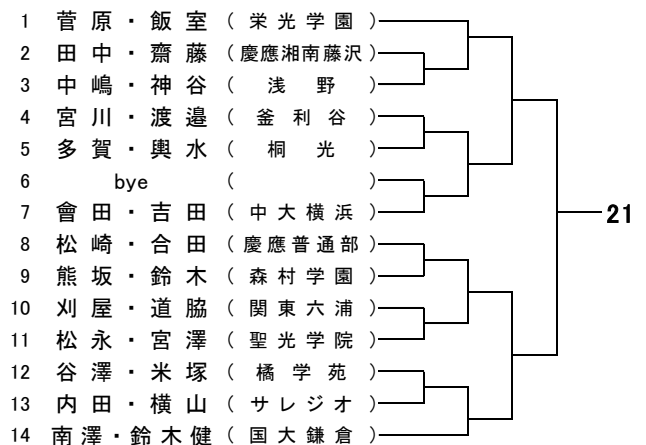 1 菅原・飯室 (栄光学園)
2 田中・齋藤 (慶應湘南藤沢)
3 中嶋・神谷 (浅野)
4 宮川・渡邉 (釜利谷)
5 多賀・輿水 (桐光)
6 bye ( )
7 會田・吉田 (中大横浜)
21
8 松崎・合田 (慶應普通部)
9 熊坂・鈴木 (森村学園)
10 刈屋・道脇 (関東六浦)
11 松永・宮澤 (聖光学院)
12 谷澤・米塚 (橘学苑)
13 内田・横山 (サレジオ)
14 南澤・鈴木健 (国大鎌倉)